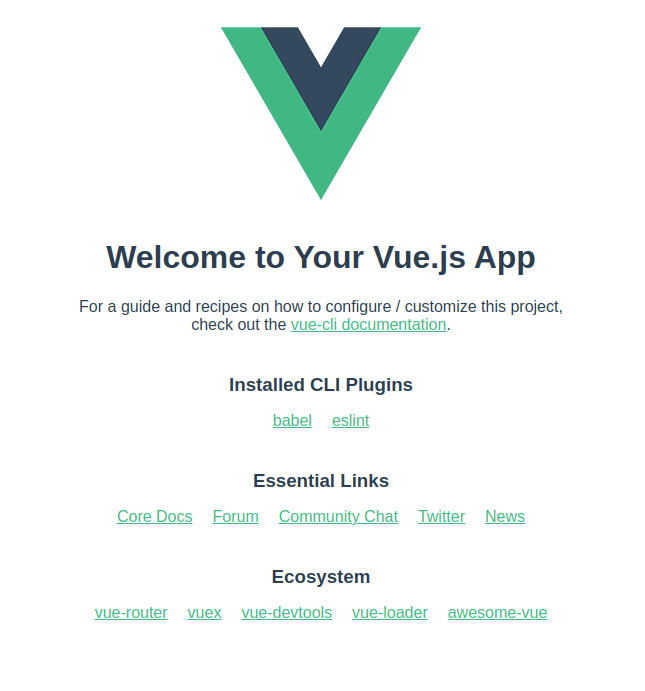 Welcome to Your Vue.js App
For a guide and recipes on how to configure / customize this project,
check out the vue-cli documentation.
Installed CLI Plugins
babel eslint
Essential Links
Core Docs Forum Community Chat Twitter News
Ecosystem
vue-router vuex vue-devtools vue-loader awesome-vue